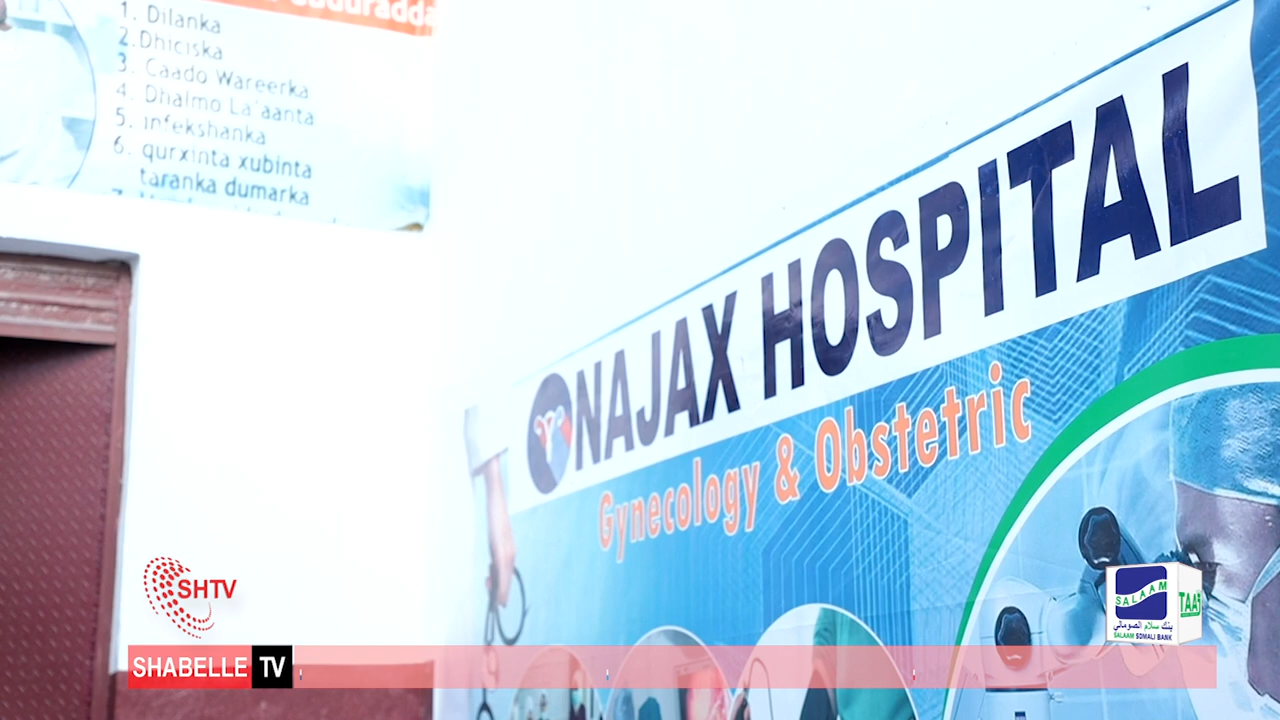 1. Dilanka
2.Dhiciska
3. Caado Wareerka
4. Dhalmo La'aanta
5. infekshanka
6. qurxinta xubinta
taranka dumarka
NAJAX HOSPITAL
Gynecology & Obstetric
SHTV
SHABELLE TV
SALAAM
بنك سلام الصومالي
SALAAM SOMALI BANK